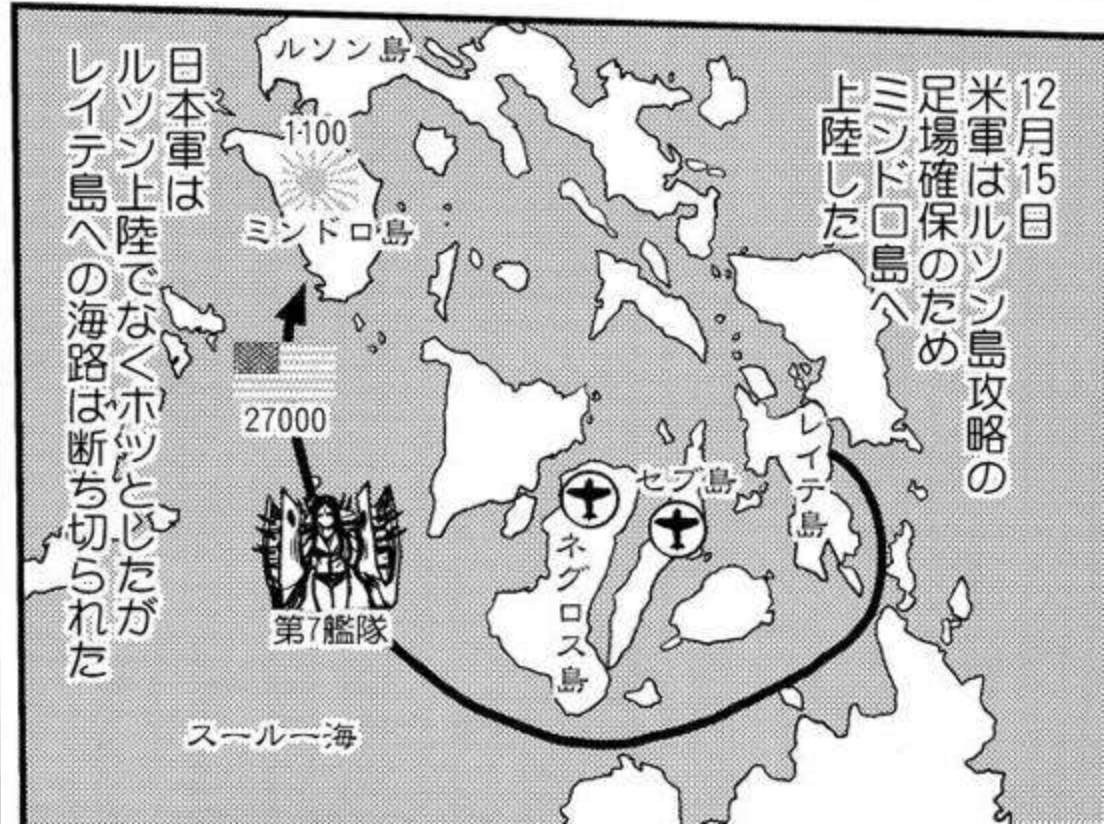 12月15日
米軍はルソン島攻略の
足場確保のため
ミンドロ島へ
上陸した
ルソン島
1100
ミンドロ島
27000
第7艦隊
スールー海
セブ島
ネグロス島
レイテ島
日本軍は
ルソン上陸でなくホッとしたが
レイテ島への海路は断ち切られた